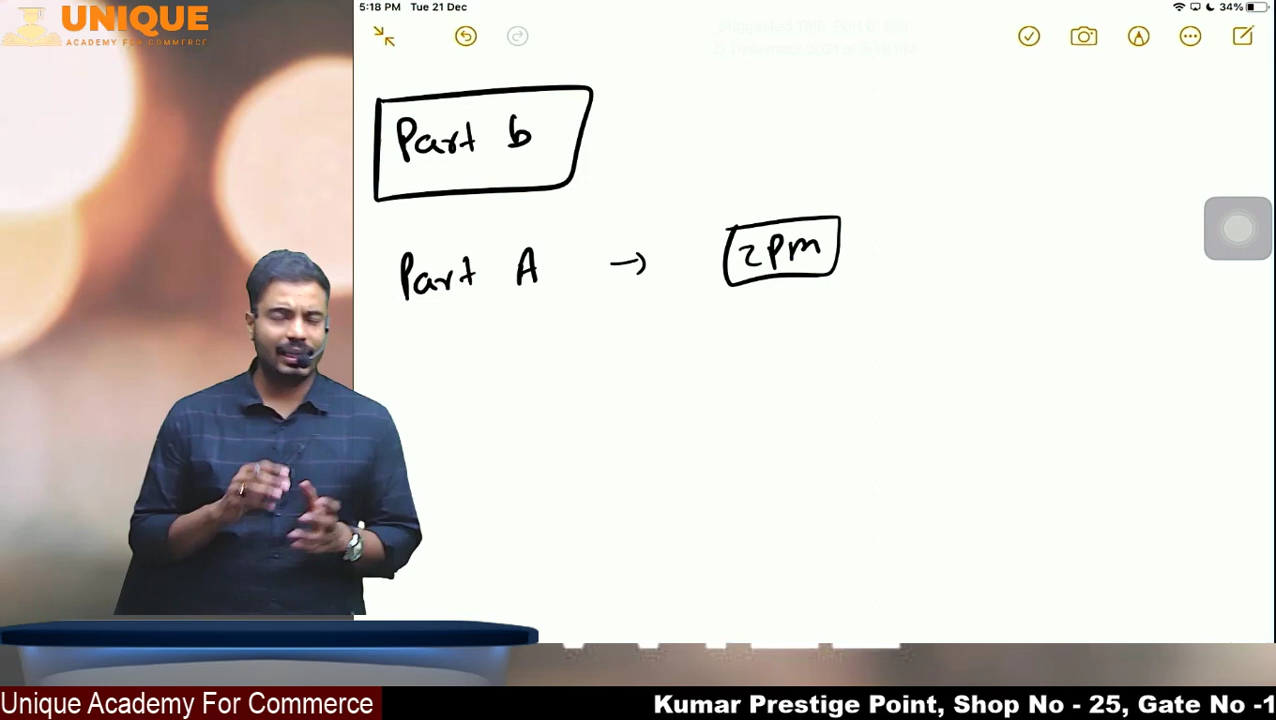 UNIQUE
ACADEMY FOR COMMERCE
5:18 PM Tue 21 Dec
34%
Part b
Part A → 2Pm
Unique Academy For Commerce
Kumar Prestige Point, Shop No - 25, Gate No -1